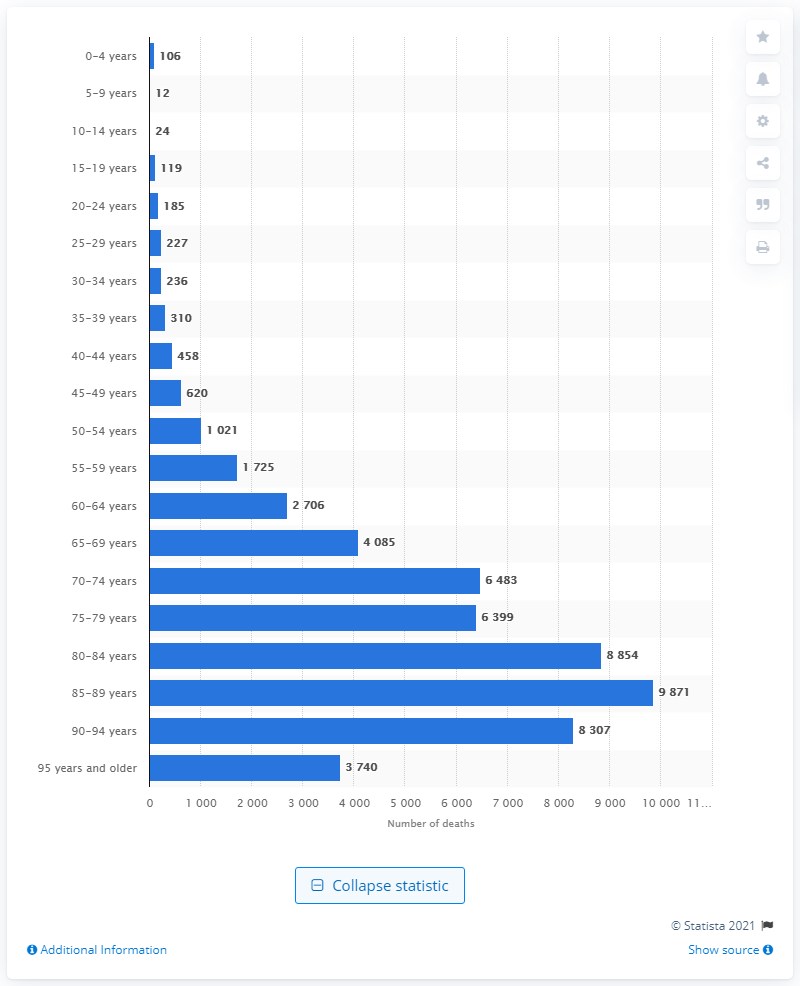 0-4 years 106
5-9 years 12
10-14 years 24
15-19 years 119
20-24 years 185
25-29 years 227
30-34 years 236
35-39 years 310
40-44 years 458
45-49 years 620
50-54 years 1 021
55-59 years 1 725
60-64 years 2 706
65-69 years 4 085
70-74 years 6 483
75-79 years 6 399
80-84 years 8 854
85-89 years 9 871
90-94 years 8 307
95 years and older 3 740
0 1 000 2 000 3 000 4 000 5 000 6 000 7 000 8 000 9 000 10 000 11...
Number of deaths
Collapse statistic
© Statista 2021
Additional Information Show source